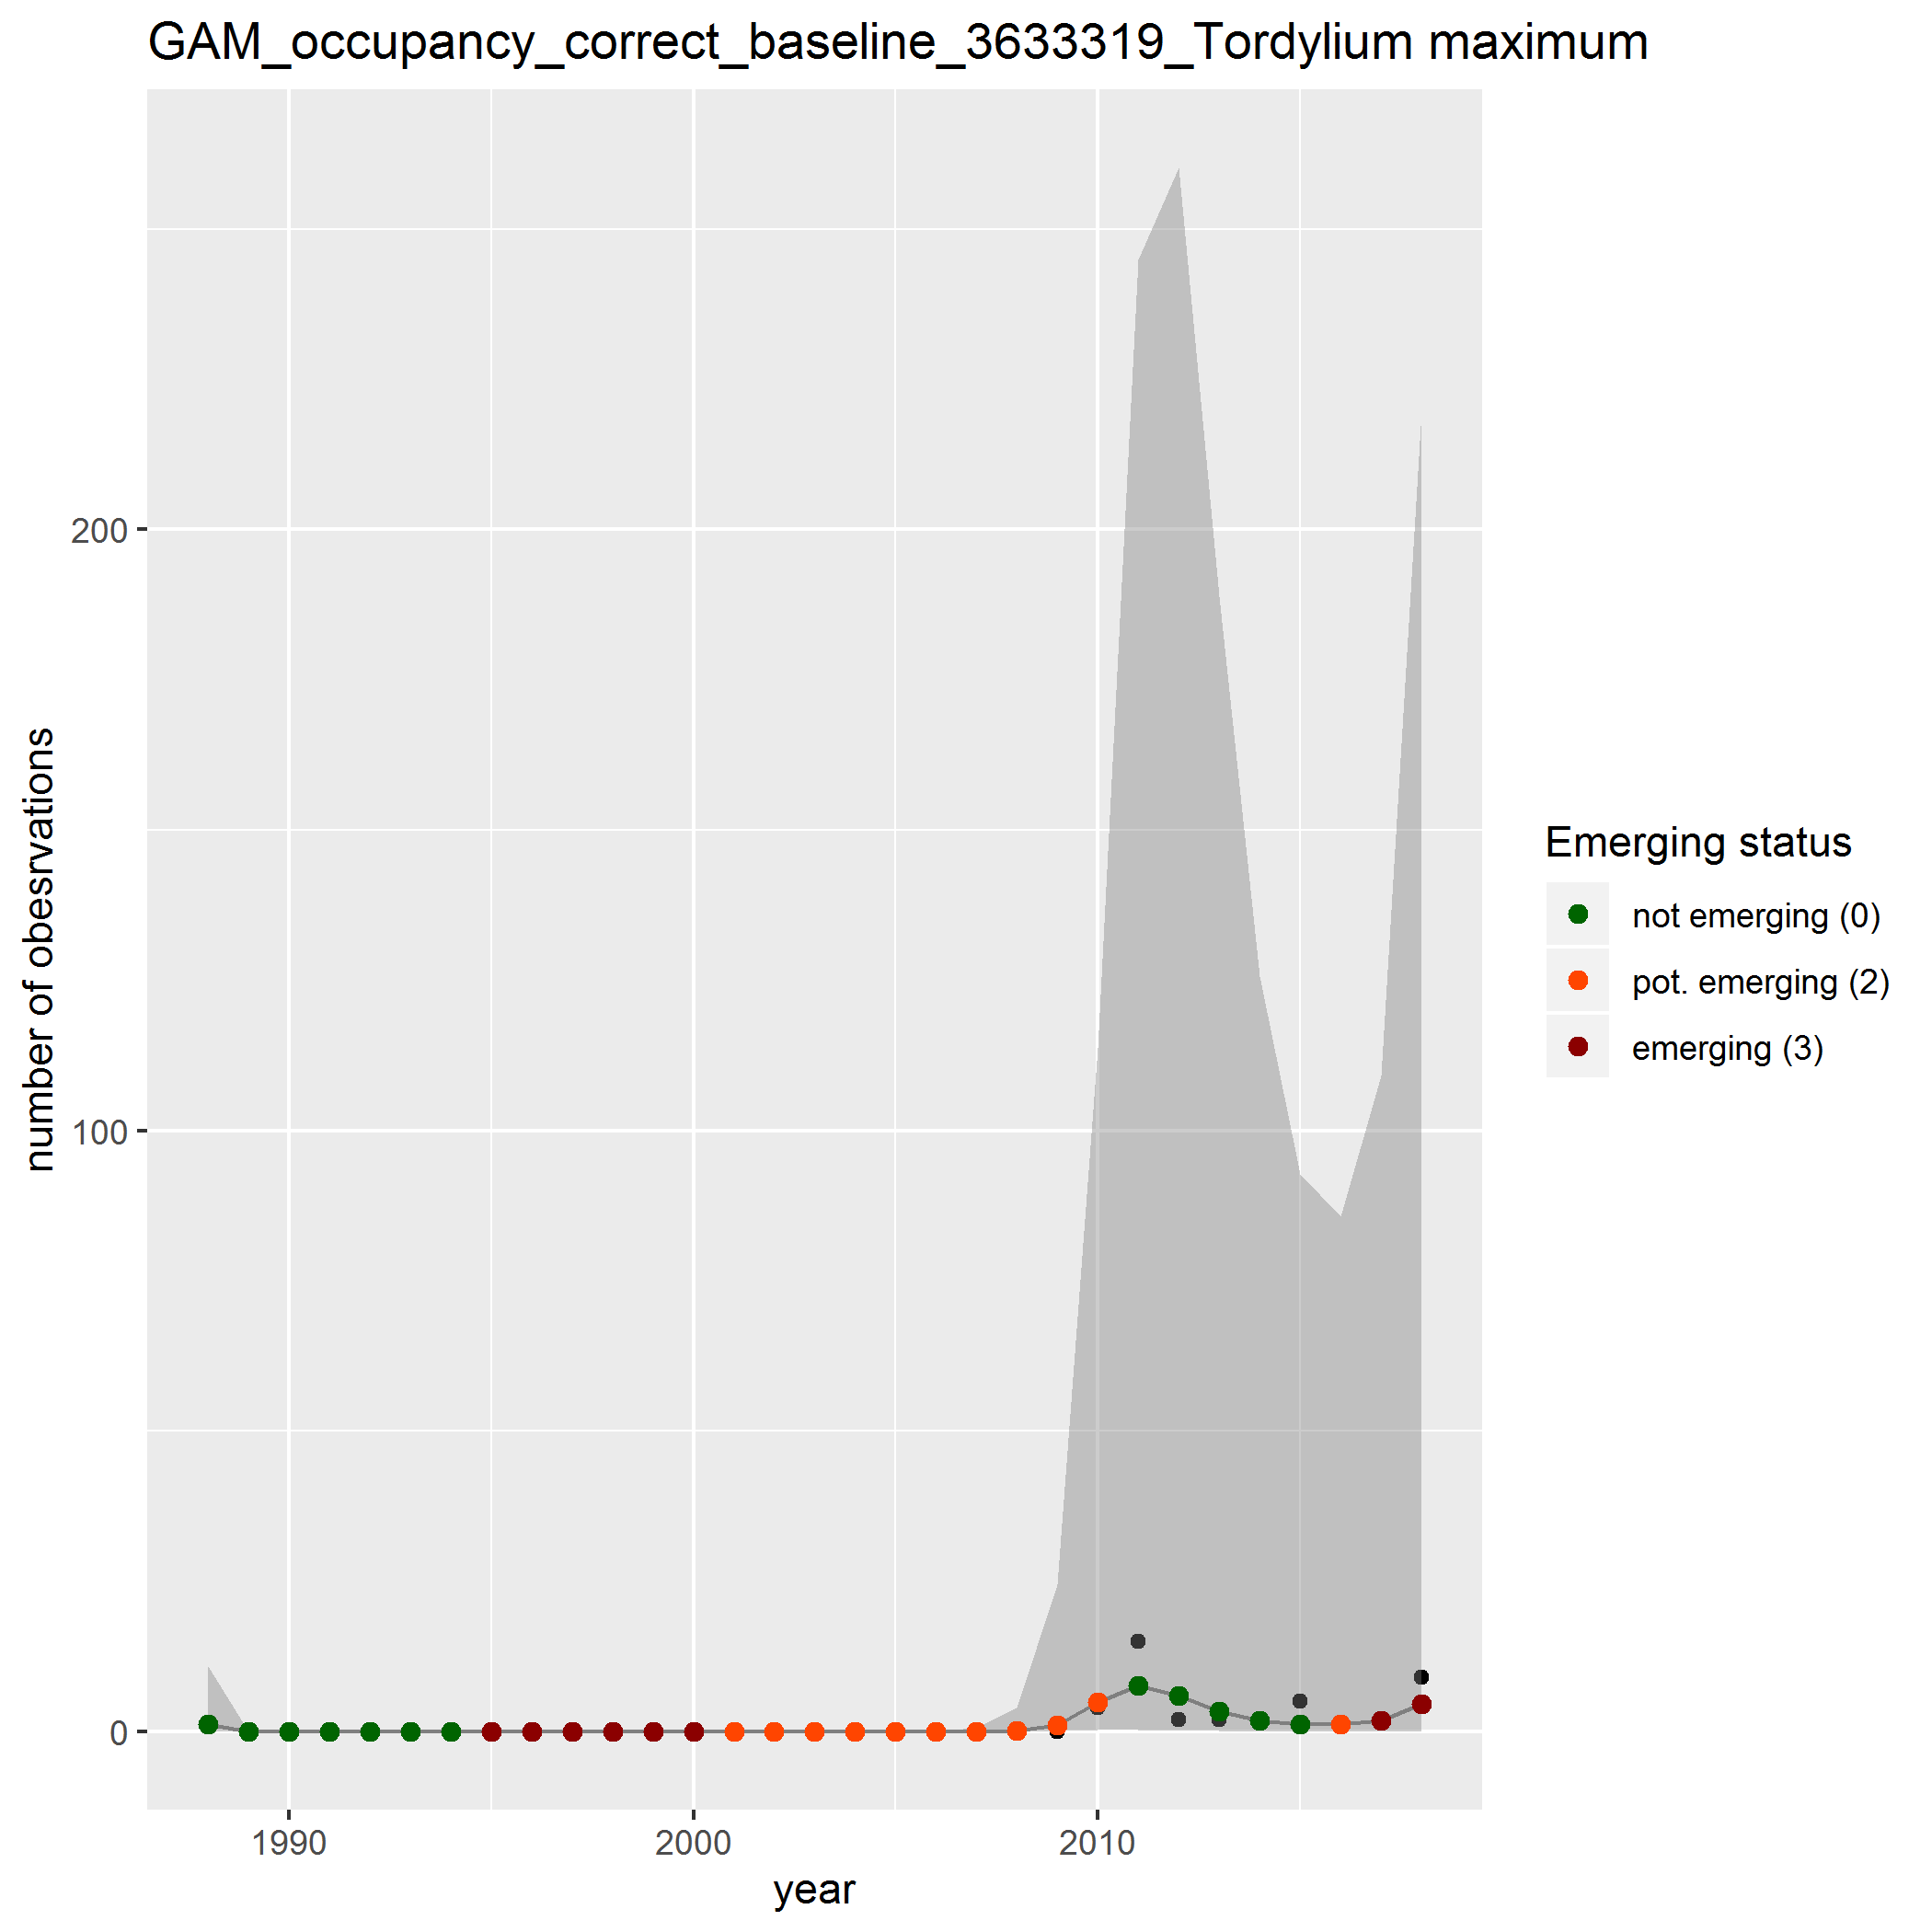 GAM_occupancy_correct_baseline_3633319_Tordylium maximum
number of obesrvations
200
100
0
1990
2000
2010
year
Emerging status
not emerging (0)
pot. emerging (2)
emerging (3)